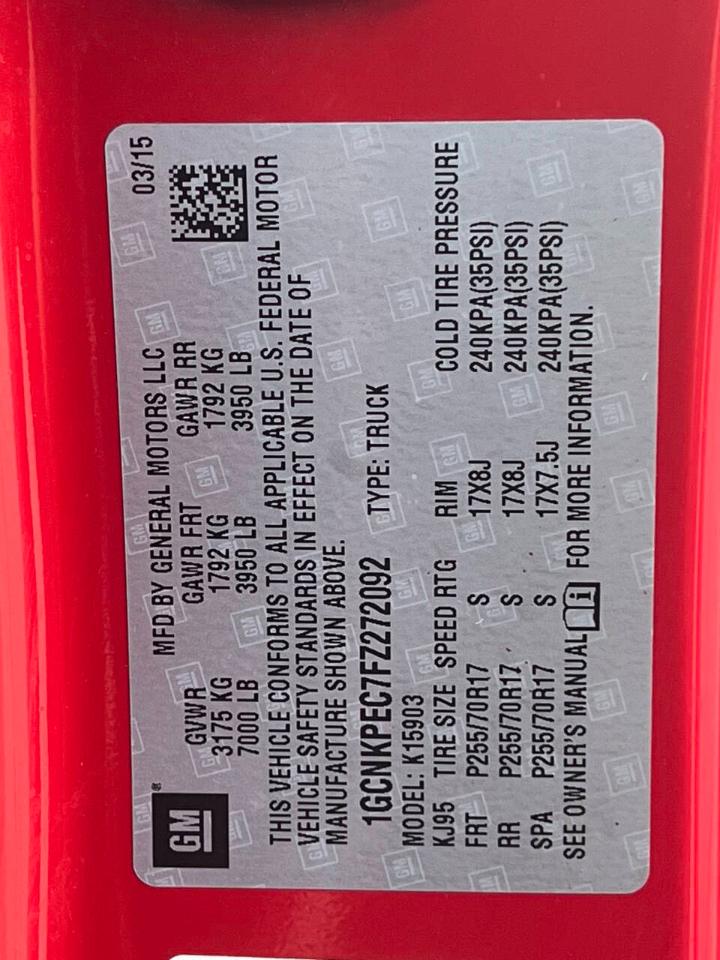 GM®
MFD BY GENERAL MOTORS LLC 03/15
GVWR GAWR FRT GAWR RR
3175 KG 1792 KG 1792 KG
7000 LB 3950 LB 3950 LB
THIS VEHICLE CONFORMS TO ALL APPLICABLE U.S. FEDERAL MOTOR
VEHICLE SAFETY STANDARDS IN EFFECT ON THE DATE OF
MANUFACTURE SHOWN ABOVE.
1GCNKPEC7FZ272092 TYPE: TRUCK
MODEL: K15903
KJ95 TIRE SIZE SPEED RTG RIM COLD TIRE PRESSURE
FRT P255/70R17 S 17X8J 240KPA(35PSI)
RR P255/70R17 S 17X8J 240KPA(35PSI)
SPA P255/70R17 S 17X7.5J 240KPA(35PSI)
SEE OWNER'S MANUAL i FOR MORE INFORMATION.